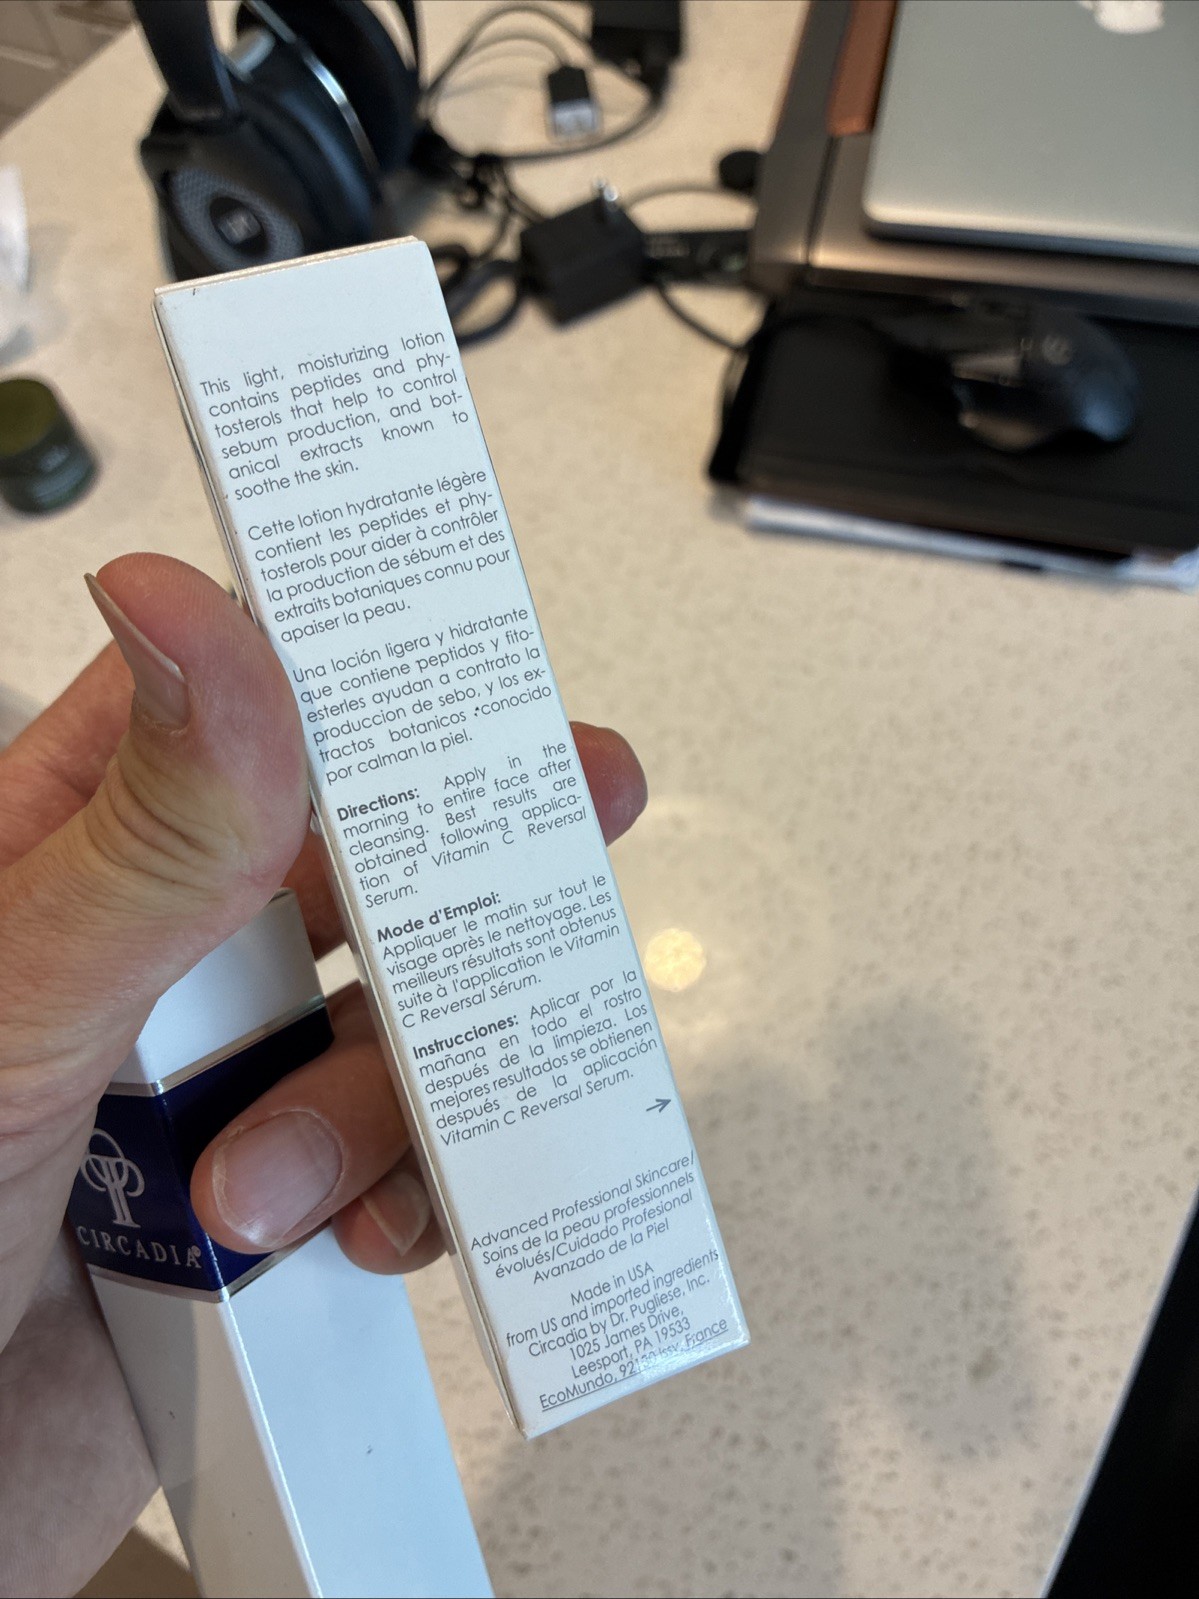 This light, moisturizing lotion
contains peptides and phy-
tosterols that help to control
sebum production, and bot-
anical extracts known to
soothe the skin.
Cette lotion hydratante légère
contient les peptides et phy-
tosterols pour aider à contrôler
la production de sébum et des
extraits botaniques connu pour
apaiser la peau.
Una loción ligera y hidratante
que contiene peptidos y fito-
esterles ayudan a contrato la
produccion de sebo, y los ex-
tractos botanicos conocido
por calman la piel.
Directions: Apply in the
morning to entire face after
cleansing. Best results are
obtained following applica-
tion of Vitamin C Reversal
Serum.
Mode d'Emploi:
Appliquer le matin sur tout le
visage après le nettoyage. Les
meilleurs résultats sont obtenus
suite à l'application le Vitamin
C Reversal Sérum.
Instrucciones: Aplicar por la
mañana en todo el rostro
después de la limpieza. Los
mejores resultados se obtienen
después de la aplicación
Vitamin C Reversal Serum.
Advanced Professional Skincare/
Soins de la peau professionnels
évolués/Cuidado Profesional
Avanzado de la Piel
Made in USA
from US and imported ingredients
Circadia by Dr. Pugliese, Inc.
1025 James Drive,
Leesport, PA 19533
EcoMundo, France
CIRCADIA®